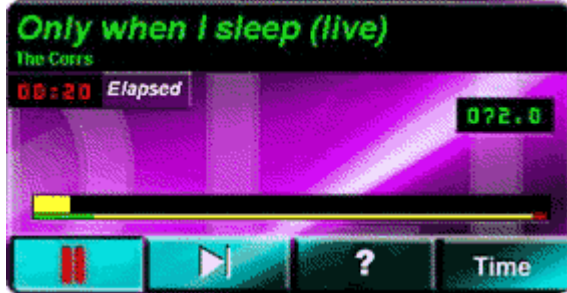 Only when I sleep (live)
The Corrs
00:20 Elapsed
072.0
?
Time